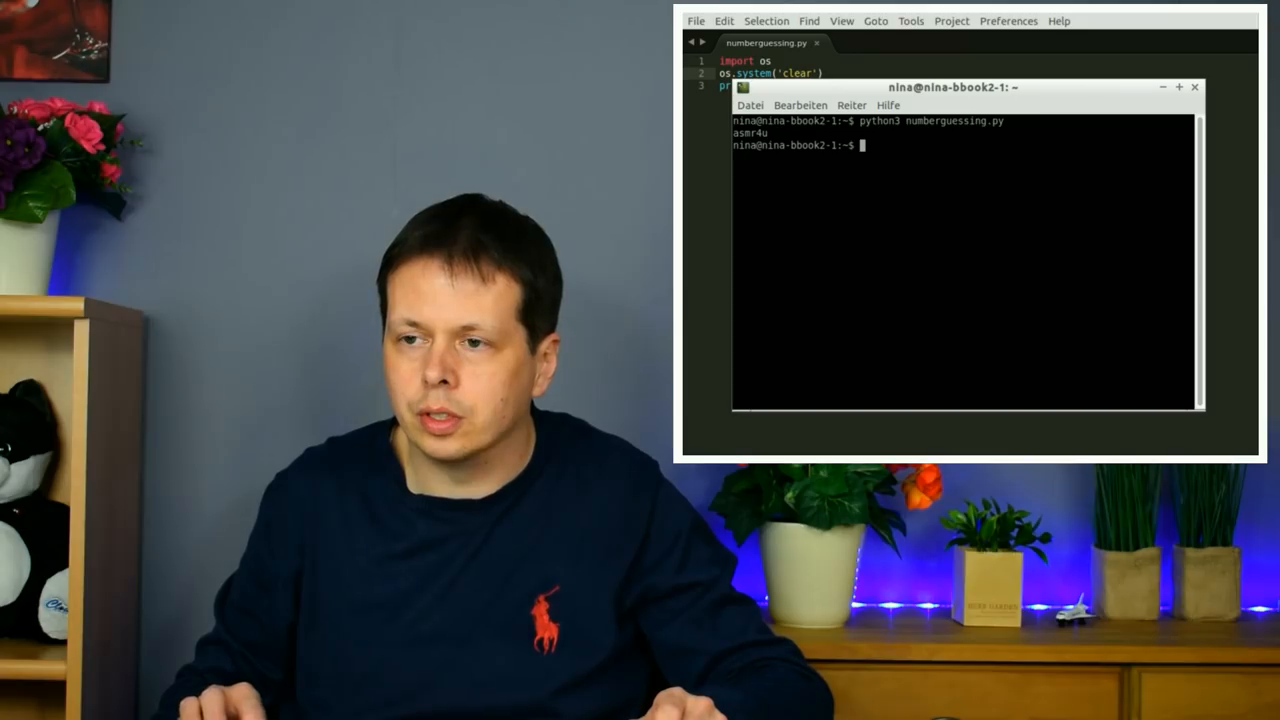 File Edit Selection Find View Goto Tools Project Preferences Help
numberguessing.py ×
1 import os
2 os.system('clear')
3 pr
nina@nina-bbook2-1: ~
Datei Bearbeiten Reiter Hilfe
nina@nina-bbook2-1:~$ python3 numberguessing.py
asmr4u
nina@nina-bbook2-1:~$
HERB GARDEN